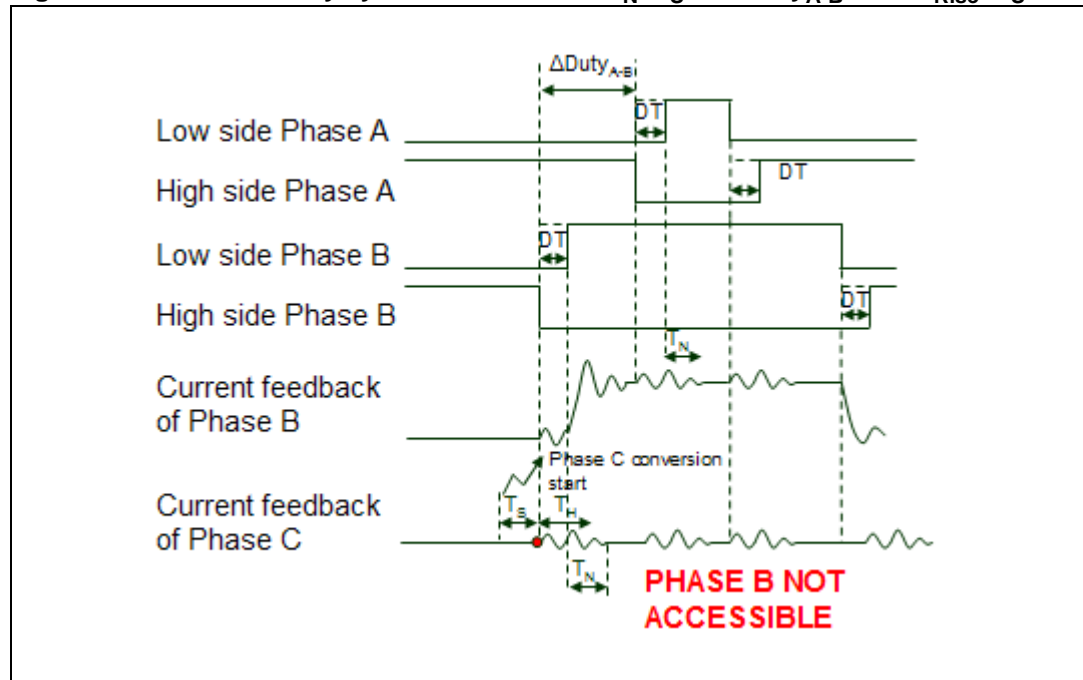 ΔDuty A-B
DT
Low side Phase A
DT
High side Phase A
DT
Low side Phase B
DT
High side Phase B
T N
Current feedback
of Phase B
Phase C conversion
start
T S T H
Current feedback
of Phase C
T N
PHASE B NOT
ACCESSIBLE